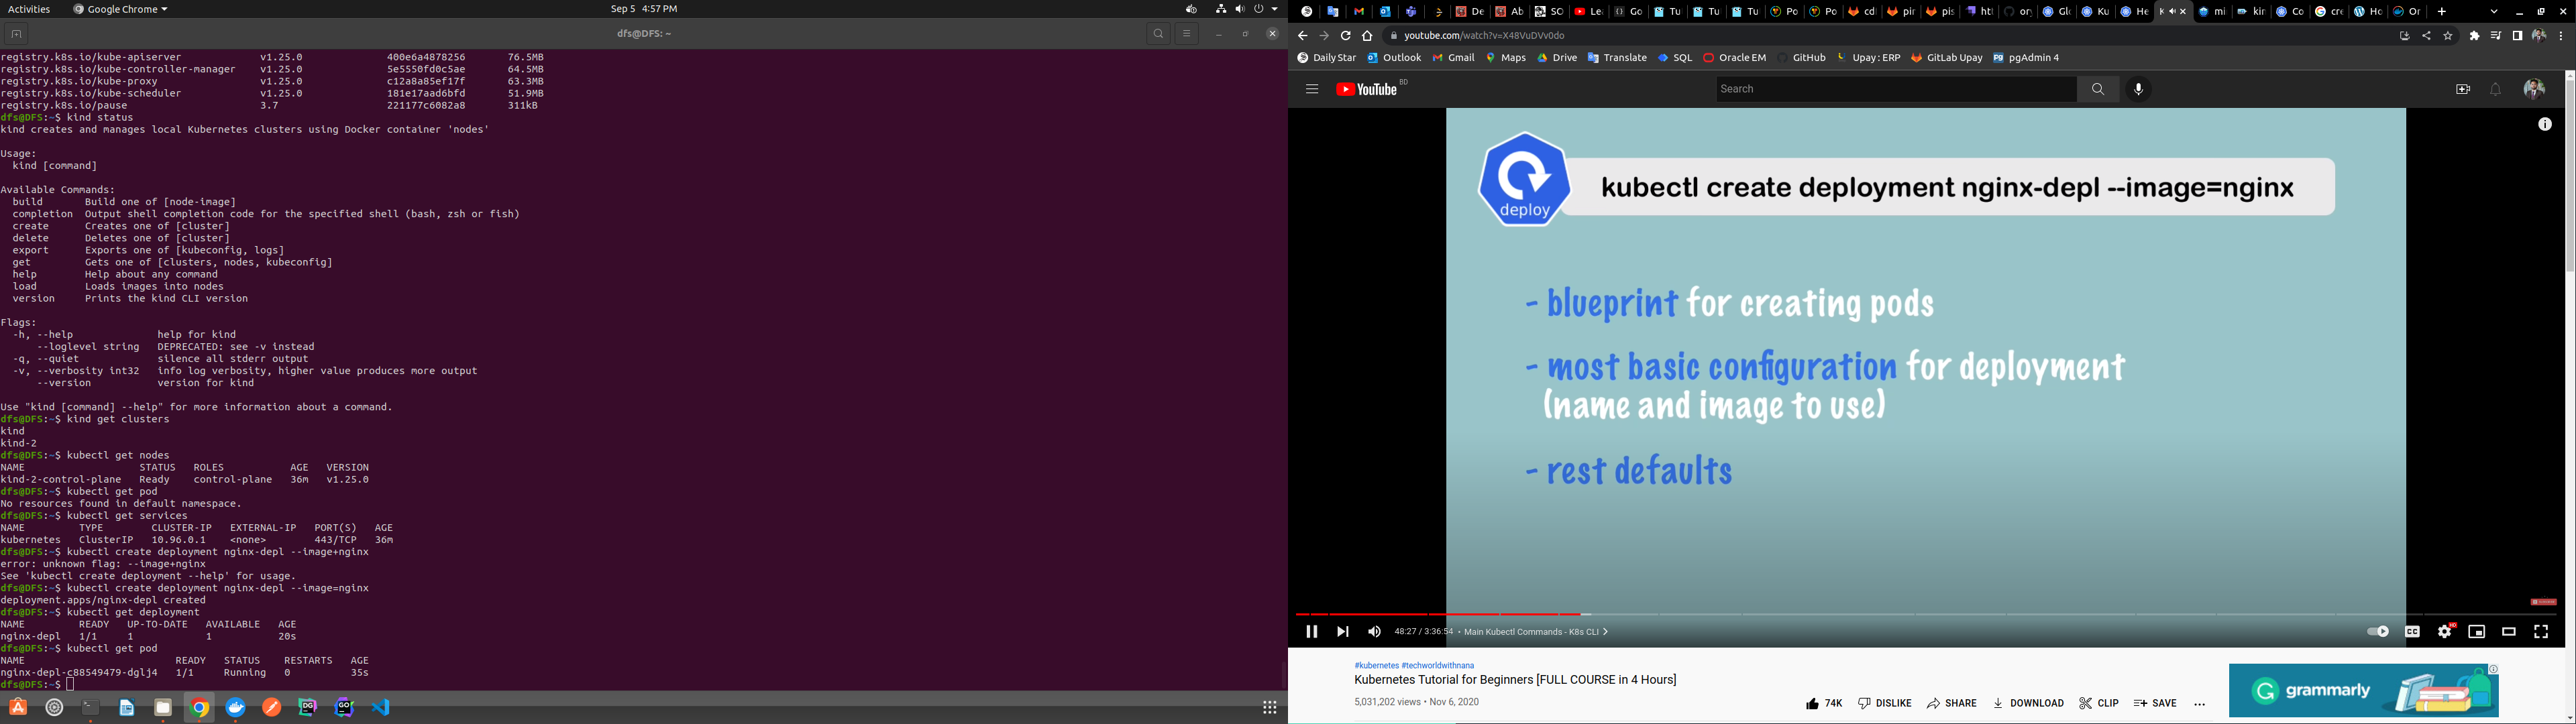 Activities
Google Chrome
Sep 5 4:57 PM
dfs@DFS: ~
registry.k8s.io/kube-apiserver v1.25.0 400e6a4878256 76.5MB
registry.k8s.io/kube-controller-manager v1.25.0 5e5550fd0c5ae 64.5MB
registry.k8s.io/kube-proxy v1.25.0 c12a8a85ef17f 63.3MB
registry.k8s.io/kube-scheduler v1.25.0 181e17aad6bfd 51.9MB
registry.k8s.io/pause 3.7 221177c6082a8 311kB
dfs@DFS:~$ kind status
kind creates and manages local Kubernetes clusters using Docker container 'nodes'
Usage:
kind [command]
Available Commands:
build Build one of [node-image]
completion Output shell completion code for the specified shell (bash, zsh or fish)
create Creates one of [cluster]
delete Deletes one of [cluster]
export Exports one of [kubeconfig, logs]
get Gets one of [clusters, nodes, kubeconfig]
help Help about any command
load Loads images into nodes
version Prints the kind CLI version
Flags:
-h, --help help for kind
--loglevel string DEPRECATED: see -v instead
-q, --quiet silence all stderr output
-v, --verbosity int32 info log verbosity, higher value produces more output
--version version for kind
Use "kind [command] --help" for more information about a command.
dfs@DFS:~$ kind get clusters
kind
kind-2
dfs@DFS:~$ kubectl get nodes
NAME STATUS ROLES AGE VERSION
kind-2-control-plane Ready control-plane 36m v1.25.0
dfs@DFS:~$ kubectl get pod
No resources found in default namespace.
dfs@DFS:~$ kubectl get services
NAME TYPE CLUSTER-IP EXTERNAL-IP PORT(S) AGE
kubernetes ClusterIP 10.96.0.1 <none> 443/TCP 36m
dfs@DFS:~$ kubectl create deployment nginx-depl --image+nginx
error: unknown flag: --image+nginx
See 'kubectl create deployment --help' for usage.
dfs@DFS:~$ kubectl create deployment nginx-depl --image=nginx
deployment.apps/nginx-depl created
dfs@DFS:~$ kubectl get deployment
NAME READY UP-TO-DATE AVAILABLE AGE
nginx-depl 1/1 1 1 20s
dfs@DFS:~$ kubectl get pod
NAME READY STATUS RESTARTS AGE
nginx-depl-c88549479-dglj4 1/1 Running 0 35s
dfs@DFS:~$
youtube.com/watch?v=X48VuDVv0do
Daily Star Outlook Gmail Maps Drive Translate SQL Oracle EM GitHub Upay : ERP GitLab Upay pgAdmin 4
YouTube BD
Search
deploy
kubectl create deployment nginx-depl --image=nginx
- blueprint for creating pods
- most basic configuration for deployment
(name and image to use)
- rest defaults
48:27 / 3:36:54 • Main Kubectl Commands - K8s CLI
CC
HD
#kubernetes #techworldwithnana
Kubernetes Tutorial for Beginners [FULL COURSE in 4 Hours]
5,031,202 views • Nov 6, 2020
74K DISLIKE SHARE DOWNLOAD CLIP SAVE
grammarly